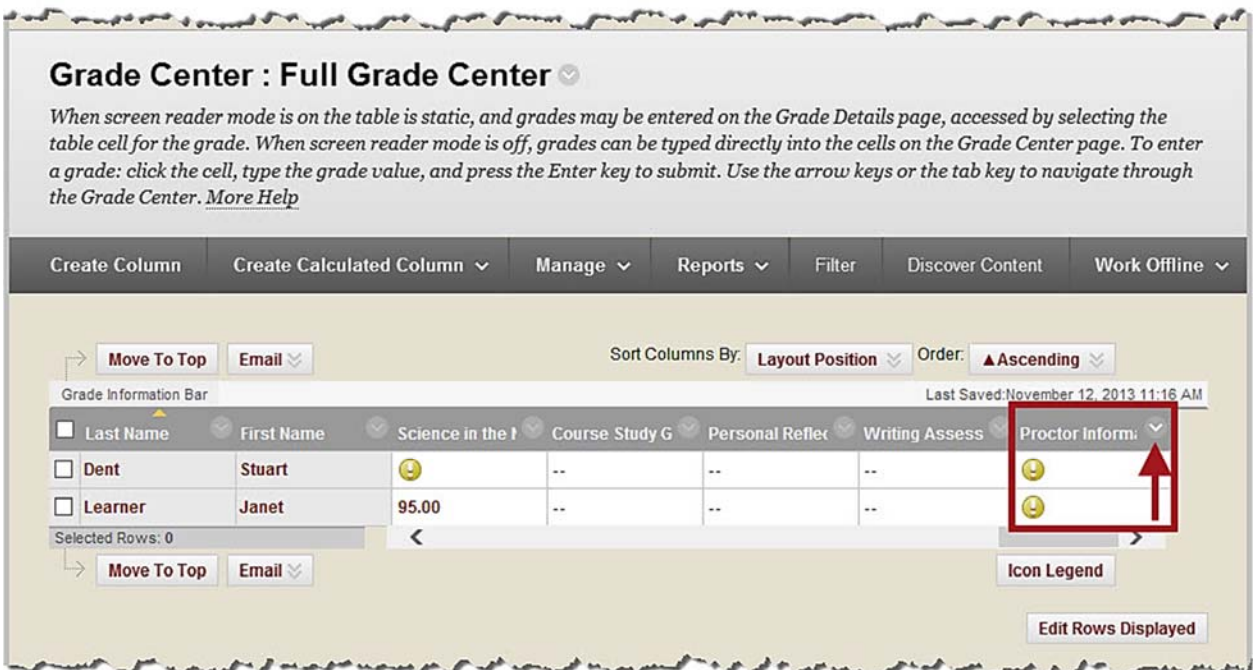 Grade Center : Full Grade Center
When screen reader mode is on the table is static, and grades may be entered on the Grade Details page, accessed by selecting the
table cell for the grade. When screen reader mode is off, grades can be typed directly into the cells on the Grade Center page. To enter
a grade: click the cell, type the grade value, and press the Enter key to submit. Use the arrow keys or the tab key to navigate through
the Grade Center. More Help
Create Column Create Calculated Column Manage Reports Filter Discover Content Work Offline
Move To Top Email Sort Columns By: Layout Position Order: ▲Ascending
Grade Information Bar Last Saved:November 12, 2013 11:16 AM
Last Name First Name Science in the Course Study G Personal Reflec Writing Assess Proctor Inform
Dent Stuart -- -- --
Learner Janet 95.00 -- -- --
Selected Rows: 0
Move To Top Email Icon Legend
Edit Rows Displayed